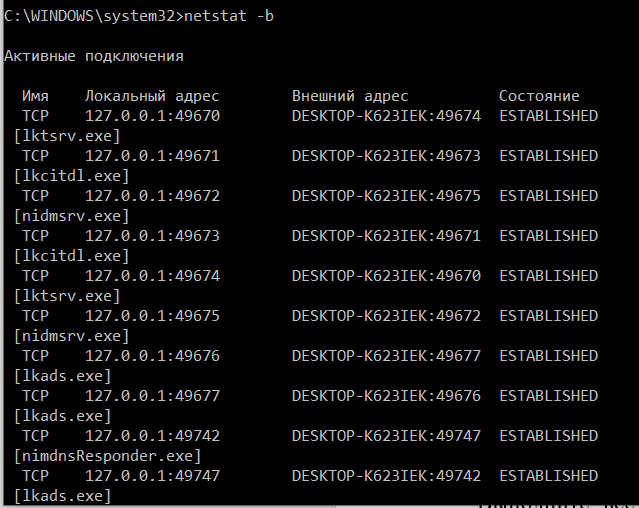 C:\WINDOWS\system32>netstat -b
Активные подключения
Имя Локальный адрес Внешний адрес Состояние
TCP 127.0.0.1:49670 DESKTOP-K623IEK:49674 ESTABLISHED
[lktsrv.exe]
TCP 127.0.0.1:49671 DESKTOP-K623IEK:49673 ESTABLISHED
[lkcitdl.exe]
TCP 127.0.0.1:49672 DESKTOP-K623IEK:49675 ESTABLISHED
[nidmsrv.exe]
TCP 127.0.0.1:49673 DESKTOP-K623IEK:49671 ESTABLISHED
[lkcitdl.exe]
TCP 127.0.0.1:49674 DESKTOP-K623IEK:49670 ESTABLISHED
[lktsrv.exe]
TCP 127.0.0.1:49675 DESKTOP-K623IEK:49672 ESTABLISHED
[nidmsrv.exe]
TCP 127.0.0.1:49676 DESKTOP-K623IEK:49677 ESTABLISHED
[lkads.exe]
TCP 127.0.0.1:49677 DESKTOP-K623IEK:49676 ESTABLISHED
[lkads.exe]
TCP 127.0.0.1:49742 DESKTOP-K623IEK:49747 ESTABLISHED
[nimdnsResponder.exe]
TCP 127.0.0.1:49747 DESKTOP-K623IEK:49742 ESTABLISHED
[lkads.exe]